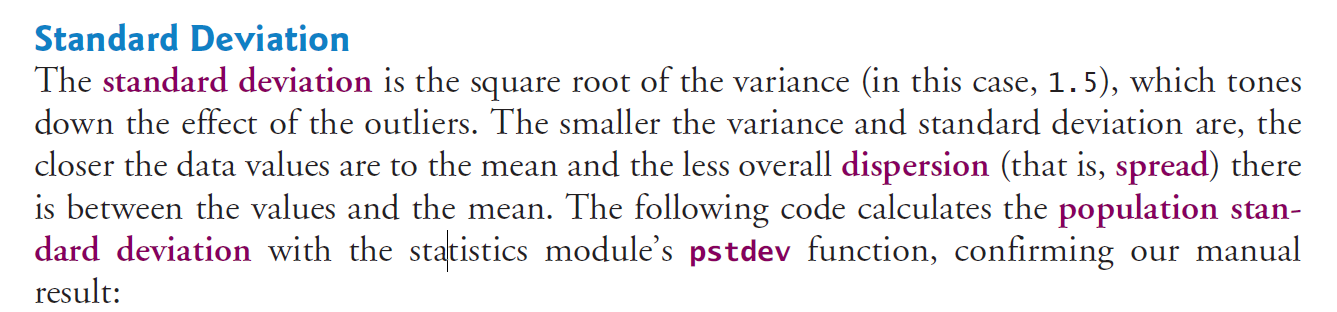 Standard Deviation
The standard deviation is the square root of the variance (in this case, 1.5), which tones
down the effect of the outliers. The smaller the variance and standard deviation are, the
closer the data values are to the mean and the less overall dispersion (that is, spread) there
is between the values and the mean. The following code calculates the population stan-
dard deviation with the statistics module’s pstdev function, confirming our manual
result: